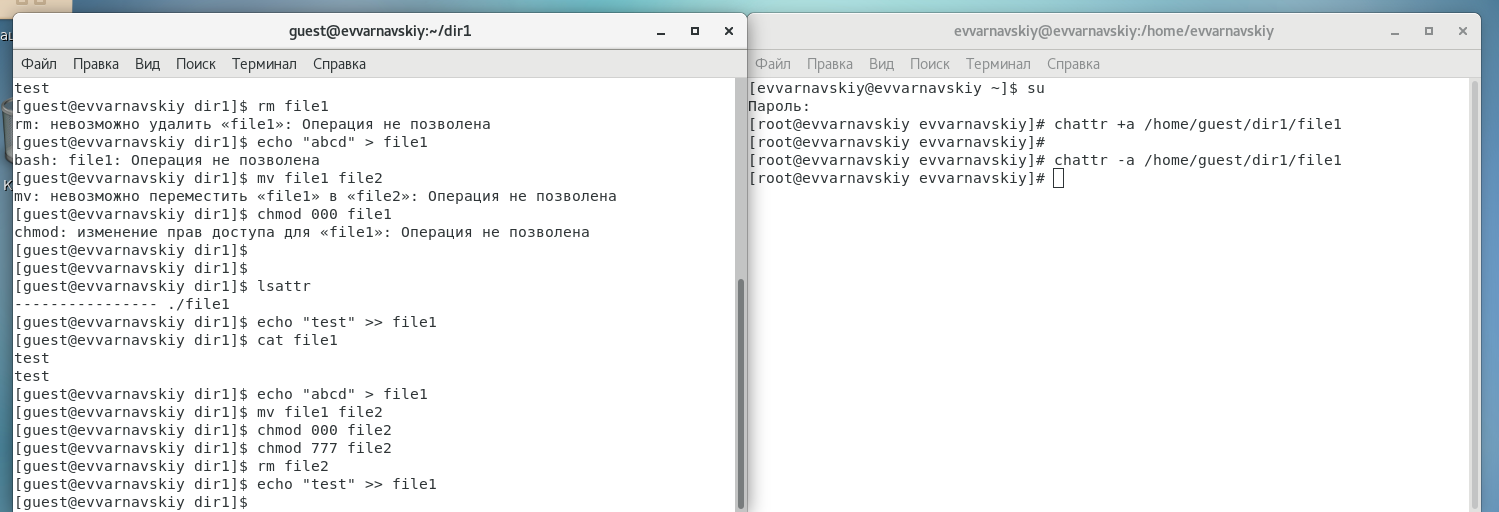 guest@evvarnavskiy:~/dir1
Файл Правка Вид Поиск Терминал Справка
test
[guest@evvarnavskiy dir1]$ rm file1
rm: невозможно удалить «file1»: Операция не позволена
[guest@evvarnavskiy dir1]$ echo "abcd" > file1
bash: file1: Операция не позволена
[guest@evvarnavskiy dir1]$ mv file1 file2
mv: невозможно переместить «file1» в «file2»: Операция не позволена
[guest@evvarnavskiy dir1]$ chmod 000 file1
chmod: изменение прав доступа для «file1»: Операция не позволена
[guest@evvarnavskiy dir1]$
[guest@evvarnavskiy dir1]$
[guest@evvarnavskiy dir1]$ lsattr
---------------- ./file1
[guest@evvarnavskiy dir1]$ echo "test" >> file1
[guest@evvarnavskiy dir1]$ cat file1
test
test
[guest@evvarnavskiy dir1]$ echo "abcd" > file1
[guest@evvarnavskiy dir1]$ mv file1 file2
[guest@evvarnavskiy dir1]$ chmod 000 file2
[guest@evvarnavskiy dir1]$ chmod 777 file2
[guest@evvarnavskiy dir1]$ rm file2
[guest@evvarnavskiy dir1]$ echo "test" >> file1
[guest@evvarnavskiy dir1]$
evvarnavskiy@evvarnavskiy:/home/evvarnavskiy
Файл Правка Вид Поиск Терминал Справка
[evvarnavskiy@evvarnavskiy ~]$ su
Пароль:
[root@evvarnavskiy evvarnavskiy]# chattr +a /home/guest/dir1/file1
[root@evvarnavskiy evvarnavskiy]#
[root@evvarnavskiy evvarnavskiy]# chattr -a /home/guest/dir1/file1
[root@evvarnavskiy evvarnavskiy]#